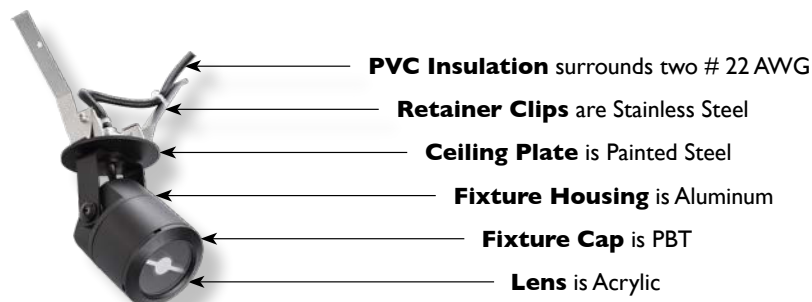 PVC Insulation surrounds two # 22 AWG
Retainer Clips are Stainless Steel
Ceiling Plate is Painted Steel
Fixture Housing is Aluminum
Fixture Cap is PBT
Lens is Acrylic